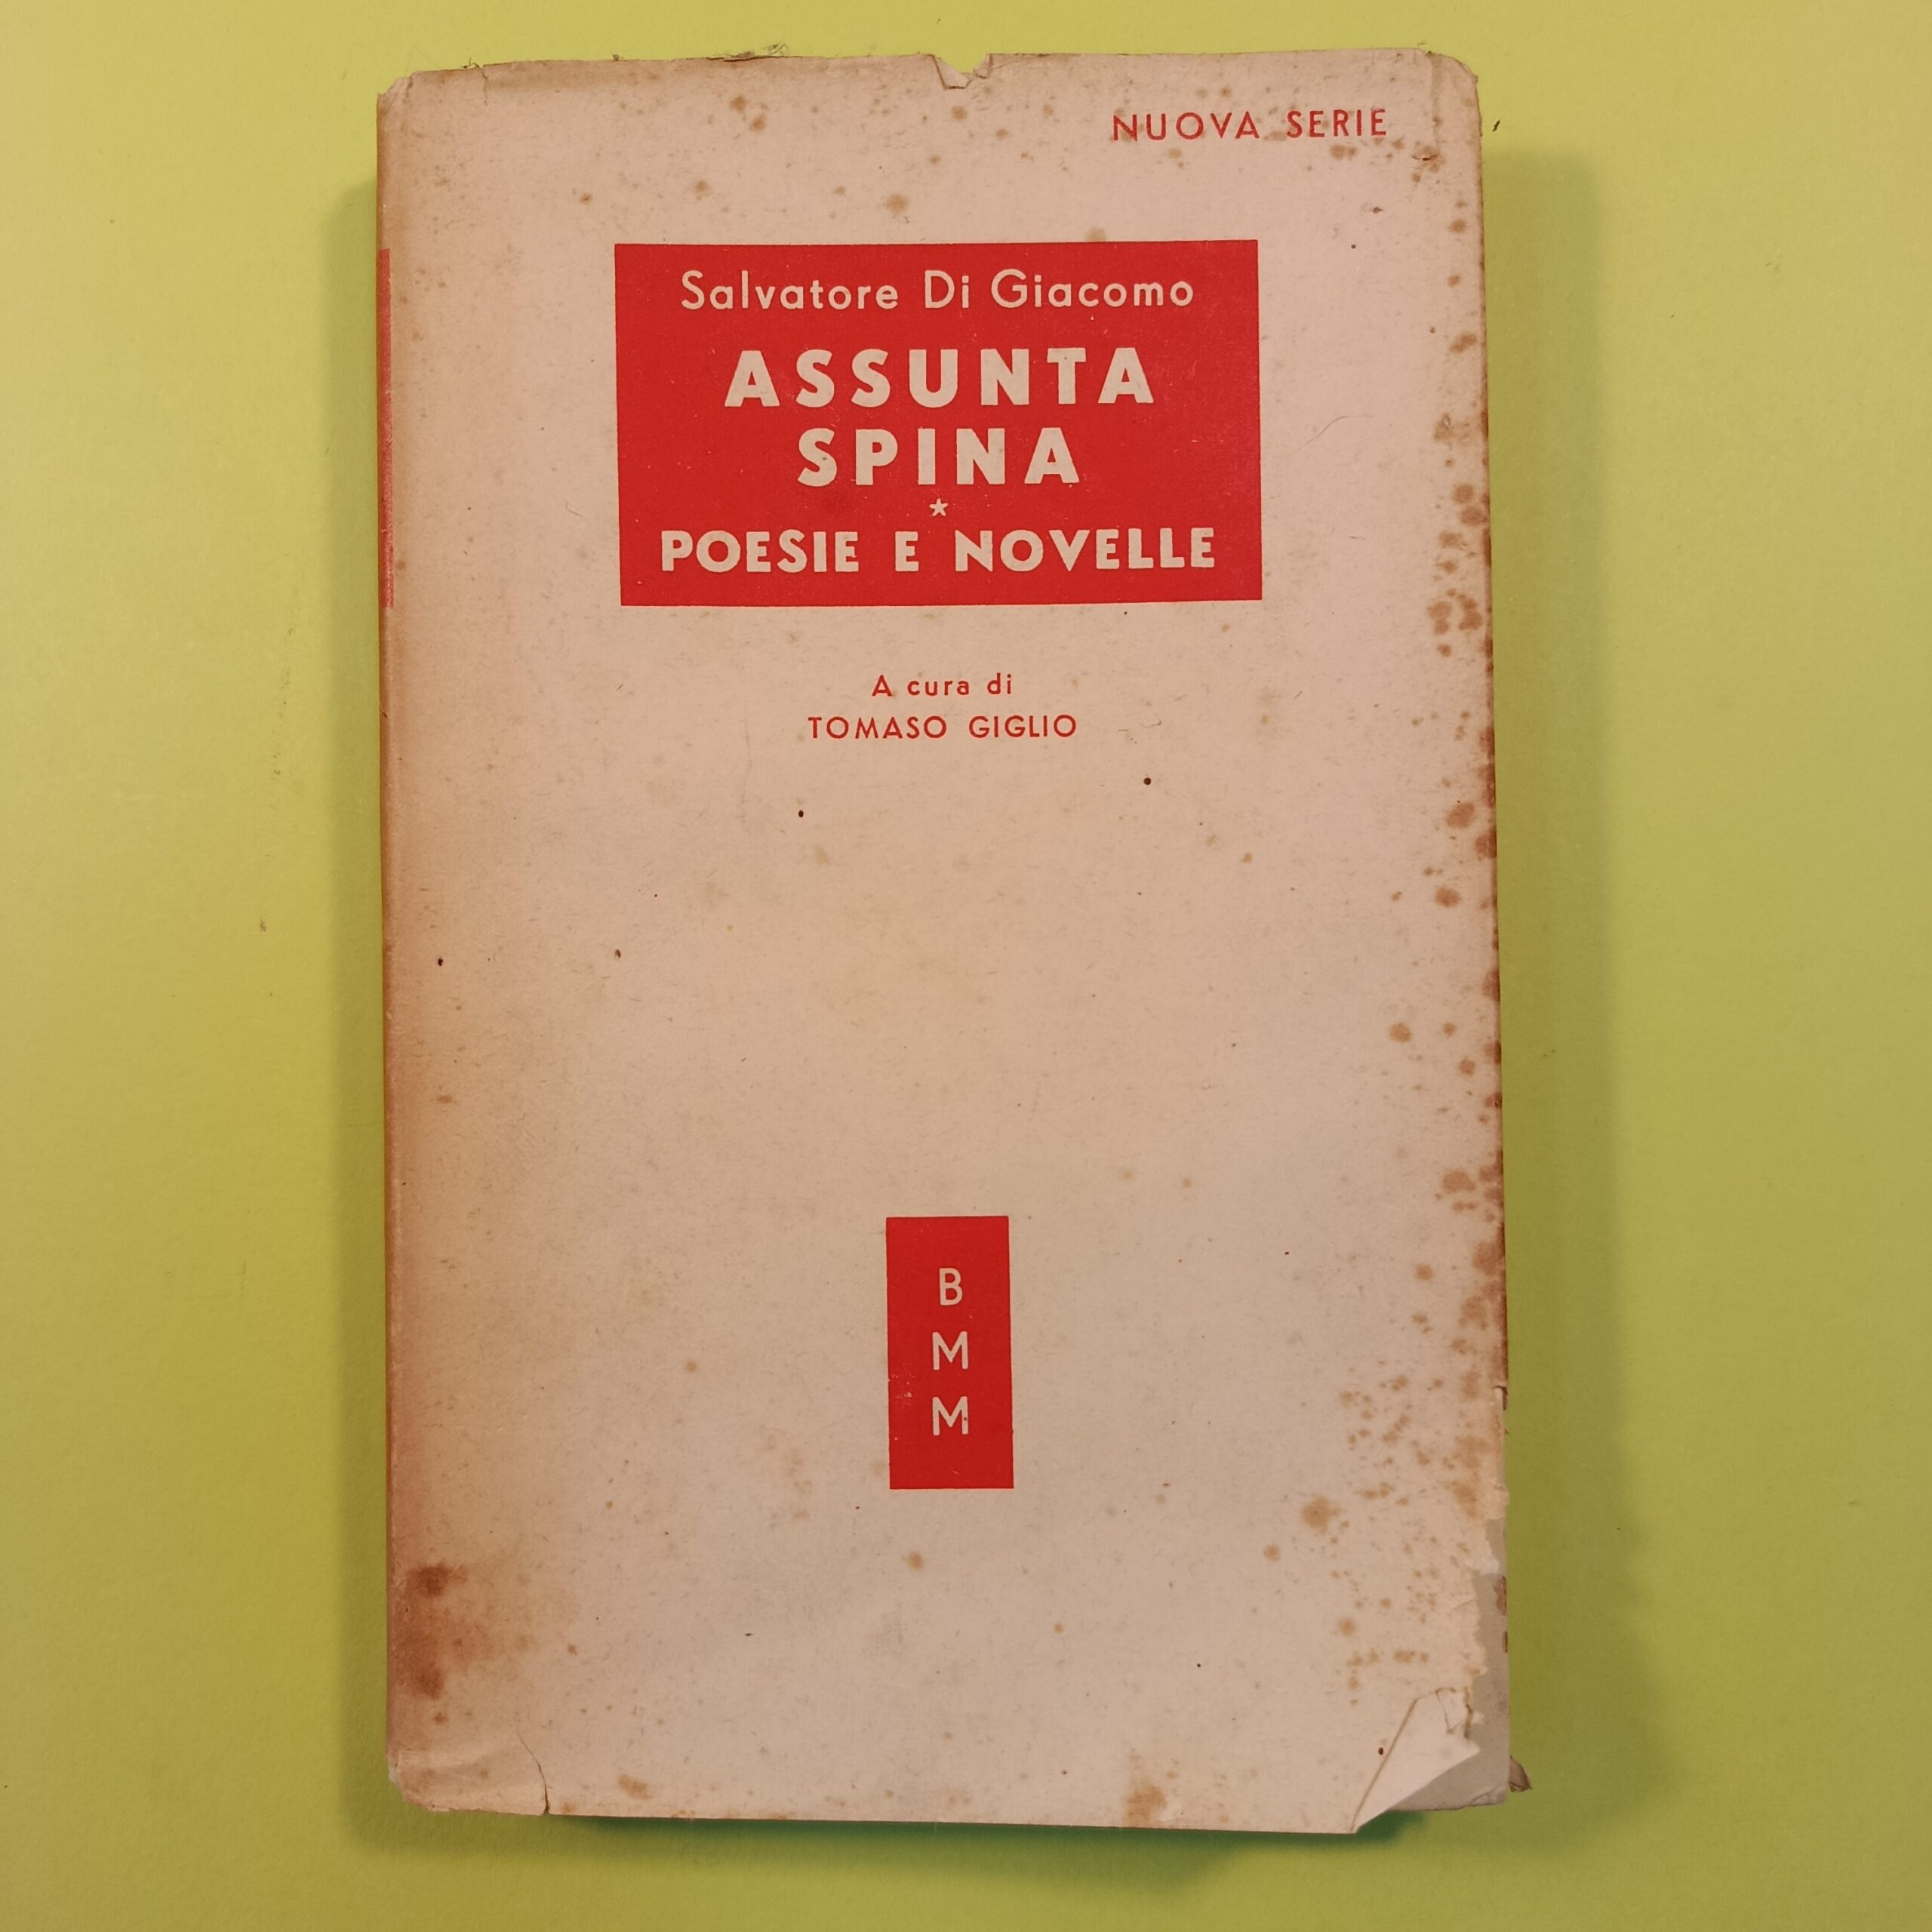 NUOVA SERIE
Salvatore Di Giacomo
ASSUNTA
SPINA
*
POESIE E NOVELLE
A cura di
TOMASO GIGLIO
B
M
M